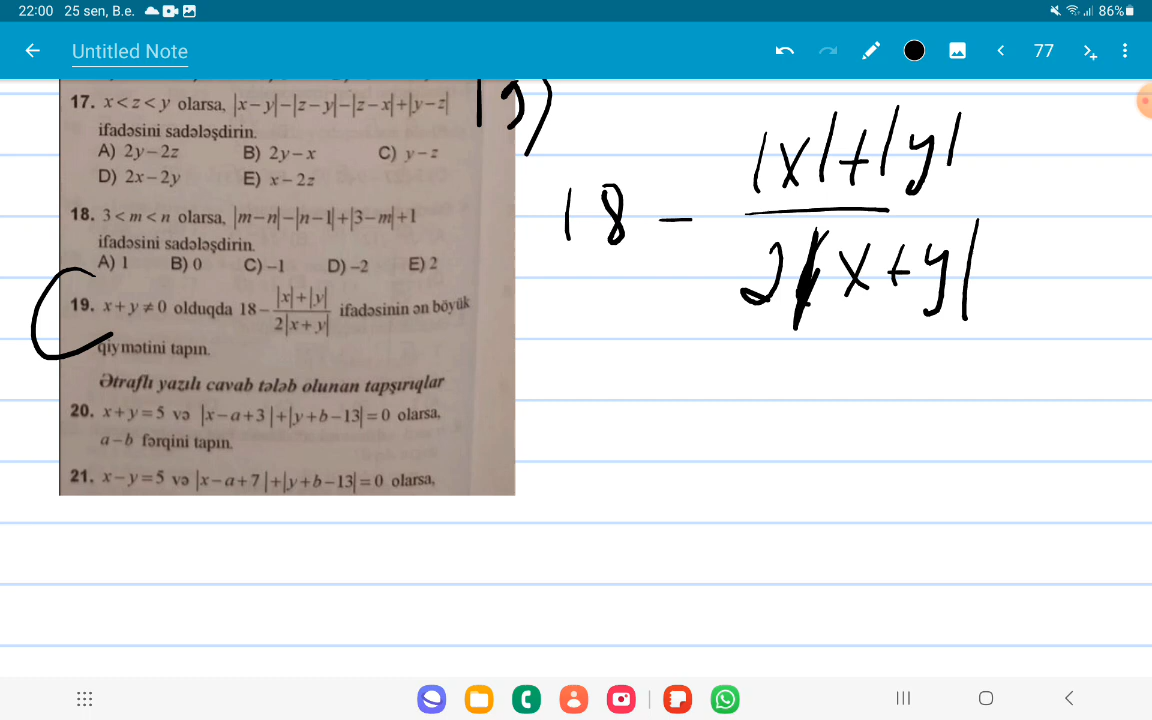 22:00 25 sen, B.e. 86%
Untitled Note 77
17. x<z<y olarsa, |x−y|−|z−y|−|z−x|+|y−z|
ifadəsini sadələşdirin.
A) 2y−2z B) 2y−x C) y−z
D) 2x−2y E) x−2z
18. 3<m<n olarsa, |m−n|−|n−1|+|3−m|+1
ifadəsini sadələşdirin.
A) 1 B) 0 C) −1 D) −2 E) 2
19. x+y≠0 olduqda 18−(|x|+|y|)/(2|x+y|) ifadəsinin ən böyük
qiymətini tapın.
Ətraflı yazılı cavab tələb olunan tapşırıqlar
20. x+y=5 və |x−a+3|+|y+b−13|=0 olarsa,
a−b fərqini tapın.
21. x−y=5 və |x−a+7|+|y+b−13|=0 olarsa,
|x|+|y|
18 −
2|x+y|